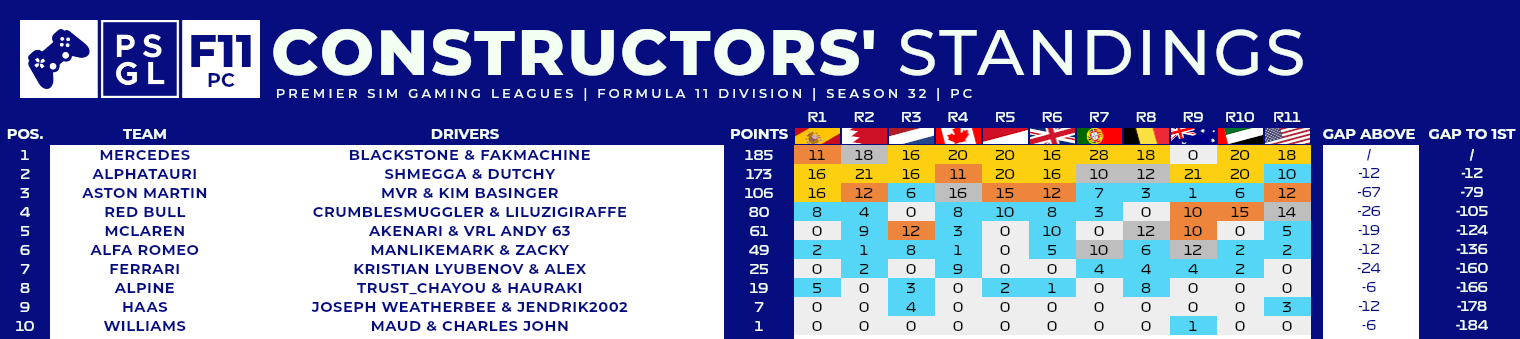 PS GL F11 PC CONSTRUCTORS' STANDINGS
PREMIER SIM GAMING LEAGUES | FORMULA 11 DIVISION | SEASON 32 | PC
R1 R2 R3 R4 R5 R6 R7 R8 R9 R10 R11
POS. TEAM DRIVERS POINTS GAP ABOVE GAP TO 1ST
1 MERCEDES BLACKSTONE & FAKMACHINE 185 11 18 16 20 20 16 28 18 0 20 18 / /
2 ALPHATAURI SHMEGGA & DUTCHY 173 16 21 16 11 20 16 10 12 21 20 10 -12 -12
3 ASTON MARTIN MVR & KIM BASINGER 106 16 12 6 16 15 12 7 3 1 6 12 -67 -79
4 RED BULL CRUMBLESMUGGLER & LILUZIGIRAFFE 80 8 4 0 8 10 8 3 0 10 15 14 -26 -105
5 MCLAREN AKENARI & VRL ANDY 63 61 0 9 12 3 0 10 0 12 10 0 5 -19 -124
6 ALFA ROMEO MANLIKEMARK & ZACKY 49 2 1 8 1 0 5 10 6 12 2 2 -12 -136
7 FERRARI KRISTIAN LYUBENOV & ALEX 25 0 2 0 9 0 0 4 4 4 2 0 -24 -160
8 ALPINE TRUST_CHAYOU & HAURAKI 19 5 0 3 0 2 1 0 8 0 0 0 -6 -166
9 HAAS JOSEPH WEATHERBEE & JENDRIK2002 7 0 0 4 0 0 0 0 0 0 0 3 -12 -178
10 WILLIAMS MAUD & CHARLES JOHN 1 0 0 0 0 0 0 0 0 1 0 0 -6 -184